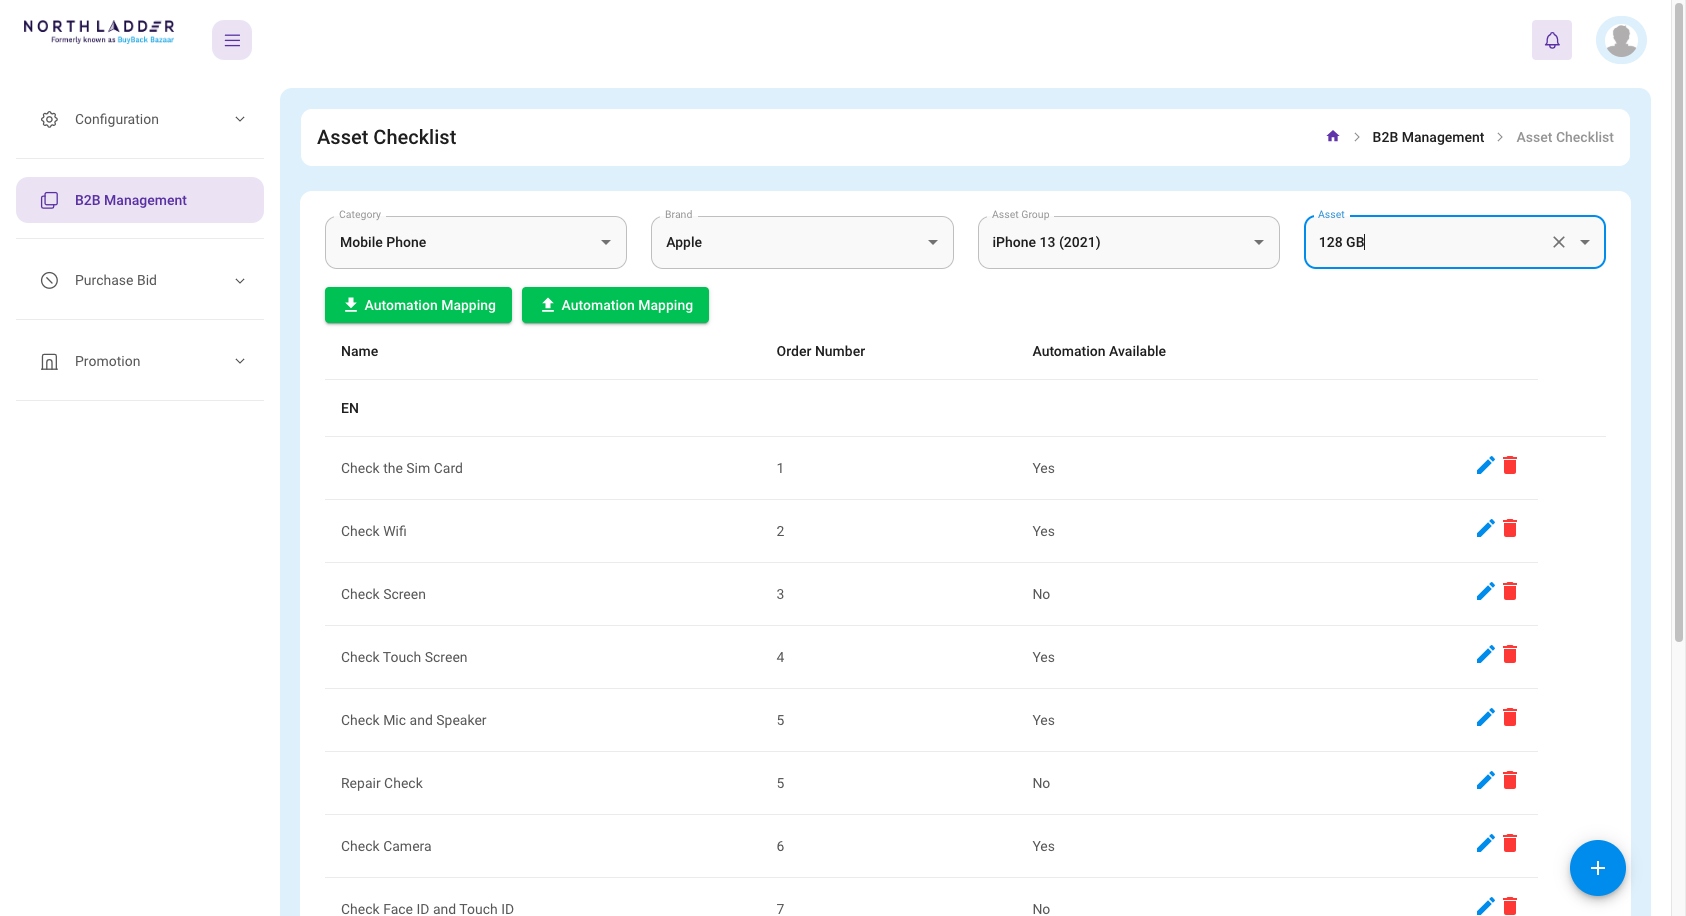 NORTHLADDER
Formerly known as BuyBack Bazaar
Configuration
B2B Management
Purchase Bid
Promotion
Asset Checklist
B2B Management
Asset Checklist
Category
Mobile Phone
Brand
Apple
Asset Group
iPhone 13 (2021)
Asset
128 GB
Automation Mapping
Automation Mapping
Name Order Number Automation Available
EN
Check the Sim Card 1 Yes
Check Wifi 2 Yes
Check Screen 3 No
Check Touch Screen 4 Yes
Check Mic and Speaker 5 Yes
Repair Check 5 No
Check Camera 6 Yes
Check Face ID and Touch ID 7 No